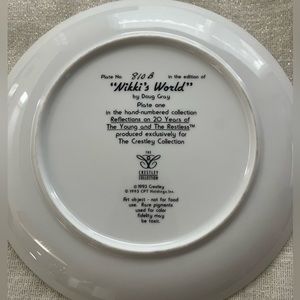 Plate No. 810 B in the edition of
"Nikki's World"
by Doug Gray
Plate one
in the hand-numbered collection
Reflections on 20 Years of
The Young and The Restless™
produced exclusively for
The Crestley Collection
THE
CRESTLEY
COLLECTION
©1993 Crestley
©1993 CPT Holdings, Inc.
Art object - not for food
use. Rare pigments
used for color
fidelity may
be toxic.